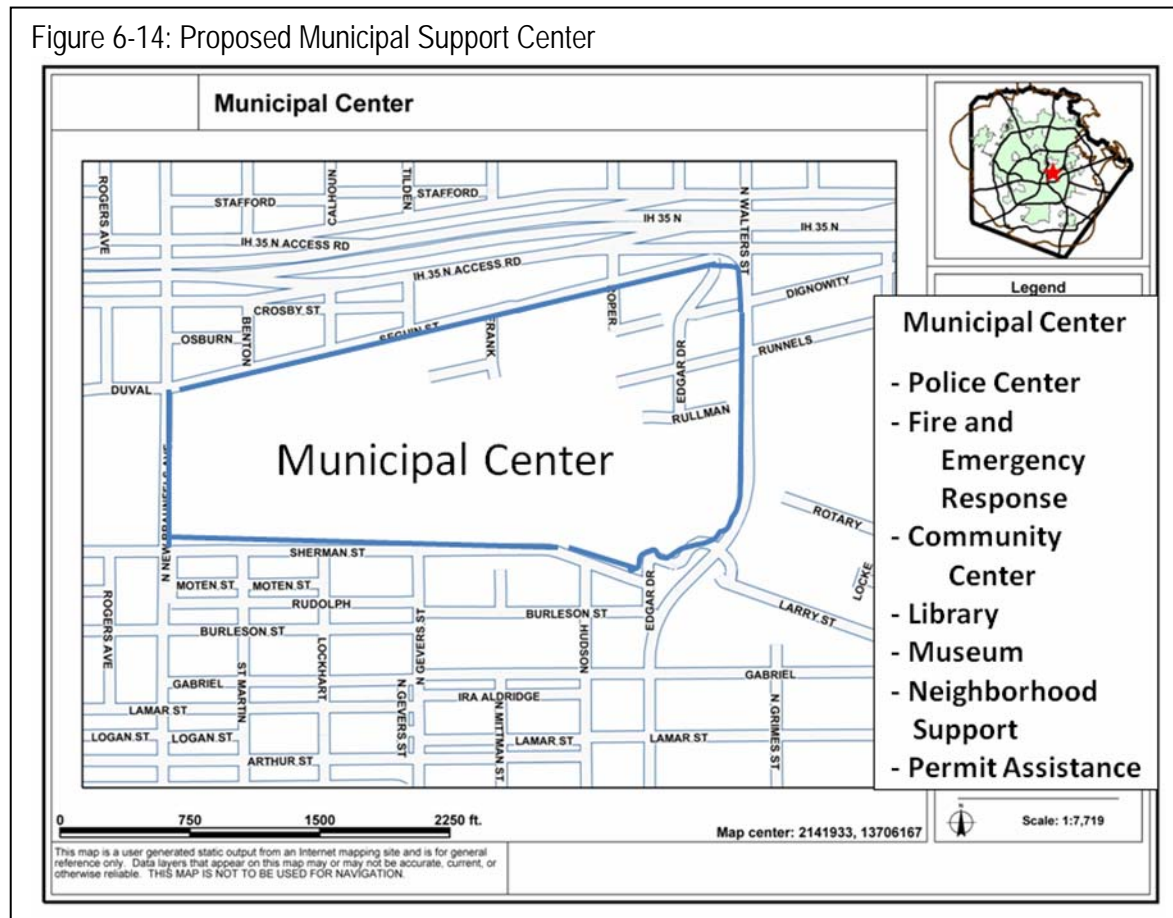 Figure 6-14: Proposed Municipal Support Center
Municipal Center
ROGERS AVE
STAFFORD
CALHOUN
TILDEN
STAFFORD
IH 35 N
N WALTERS ST
IH 35 N
IH 35 N ACCESS RD
IH 35 N ACCESS RD
CROSBY ST
OSBURN
BENTON
SEGUIN ST
FRANK
ROPER
DIGNOWITY
RUNNELS
DUVAL
EDGAR DR
RULLMAN
Municipal Center
N NEW BRAUNFELS AVE
SHERMAN ST
ROTARY
LOCKE
MOTEN ST
MOTEN ST
RUDOLPH
LARRY ST
ROGERS AVE
BURLESON ST
N GEVERS ST
BURLESON ST
HUDSON
EDGAR DR
ST MARTIN
LOCKHART
GABRIEL
GABRIEL
N GEVERS ST
IRA ALDRIDGE
N MITTMAN ST
N GRIMES ST
LAMAR ST
LOGAN ST
LOGAN ST
LAMAR ST
LAMAR ST
ARTHUR ST
Legend
Municipal Center
- Police Center
- Fire and
Emergency
Response
- Community
Center
- Library
- Museum
- Neighborhood
Support
- Permit Assistance
0 750 1500 2250 ft.
Map center: 2141933, 13706167
N
Scale: 1:7,719
This map is a user generated static output from an Internet mapping site and is for general
reference only. Data layers that appear on this map may or may not be accurate, current, or
otherwise reliable. THIS MAP IS NOT TO BE USED FOR NAVIGATION.